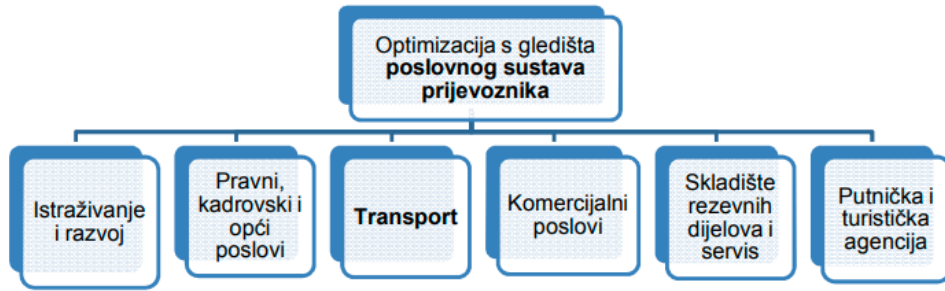 Optimizacija s gledišta
poslovnog sustava
prijevoznika
Istraživanje
i razvoj
Pravni,
kadrovski i
opći
poslovi
Transport
Komercijalni
poslovi
Skladište
rezevnih
dijelova i
servis
Putnička i
turistička
agencija